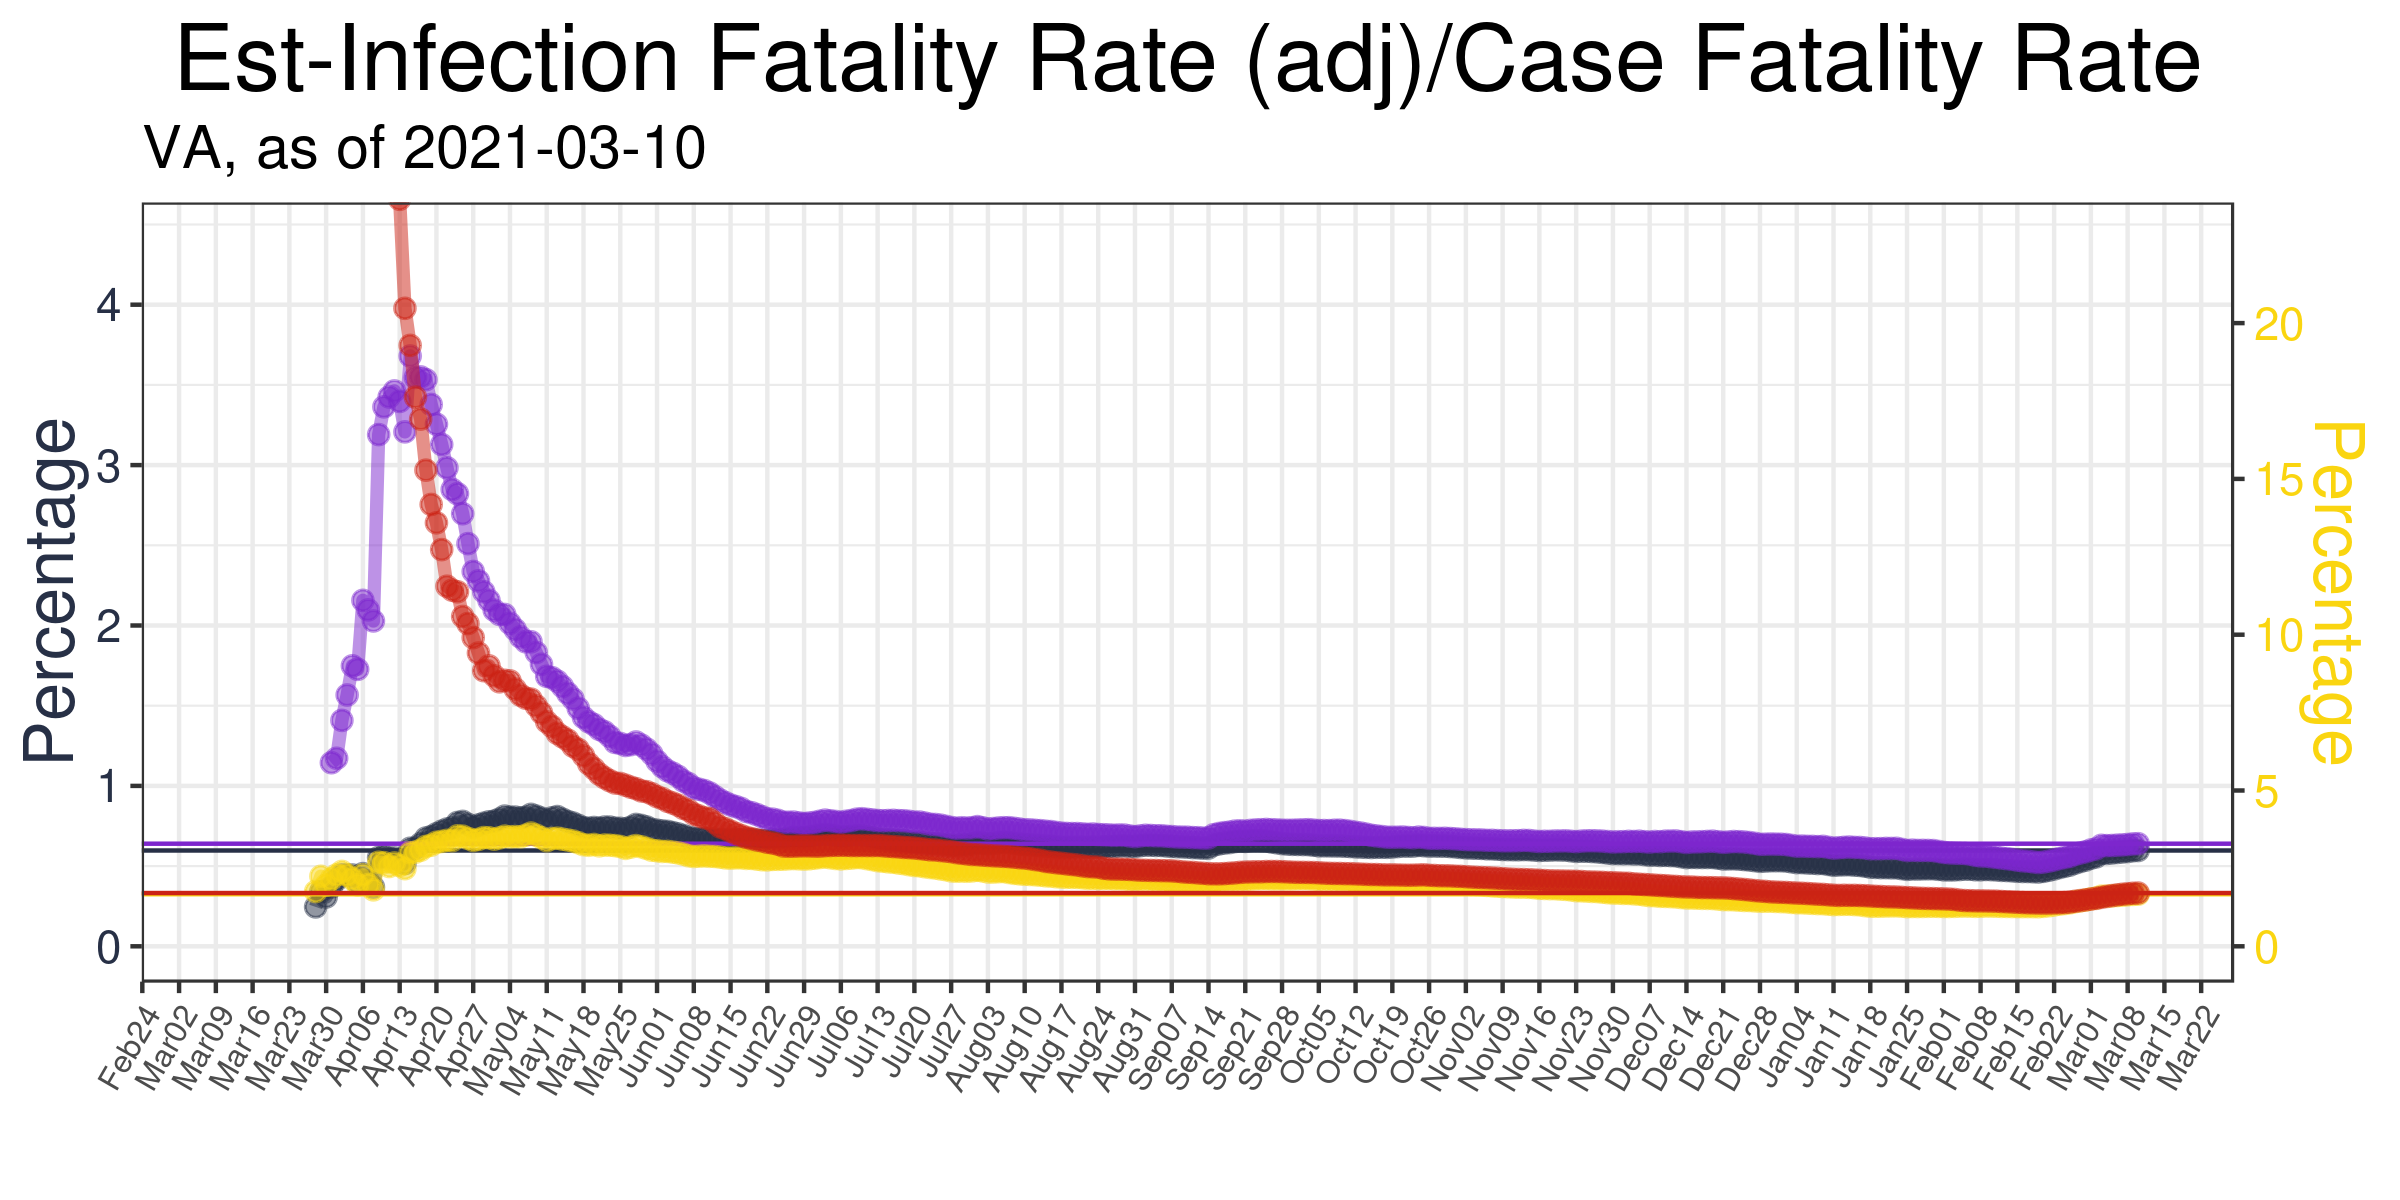 Est-Infection Fatality Rate (adj)/Case Fatality Rate
VA, as of 2021-03-10
Percentage
4
3
2
1
0
20
15
10
5
0
Percentage
Feb24
Mar02
Mar09
Mar16
Mar23
Mar30
Apr06
Apr13
Apr20
Apr27
May04
May11
May18
May25
Jun01
Jun08
Jun15
Jun22
Jun29
Jul06
Jul13
Jul20
Jul27
Aug03
Aug10
Aug17
Aug24
Aug31
Sep07
Sep14
Sep21
Sep28
Oct05
Oct12
Oct19
Oct26
Nov02
Nov09
Nov16
Nov23
Nov30
Dec07
Dec14
Dec21
Dec28
Jan04
Jan11
Jan18
Jan25
Feb01
Feb08
Feb15
Feb22
Mar01
Mar08
Mar15
Mar22